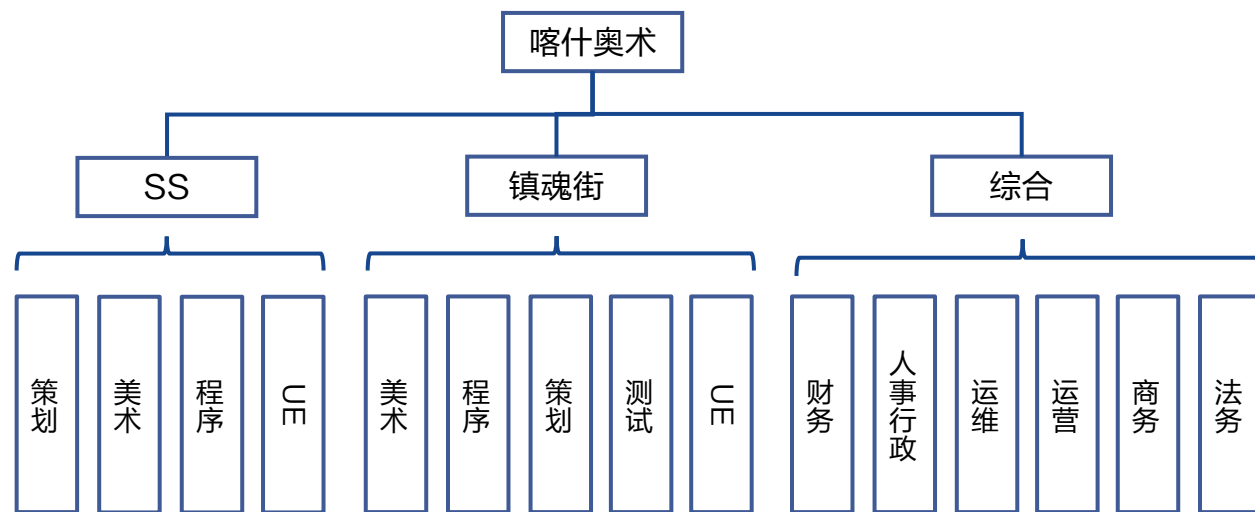 喀什奥术
SS
镇魂街
综合
策划
美术
程序
UE
美术
程序
策划
测试
UE
财务
人事行政
运维
运营
商务
法务